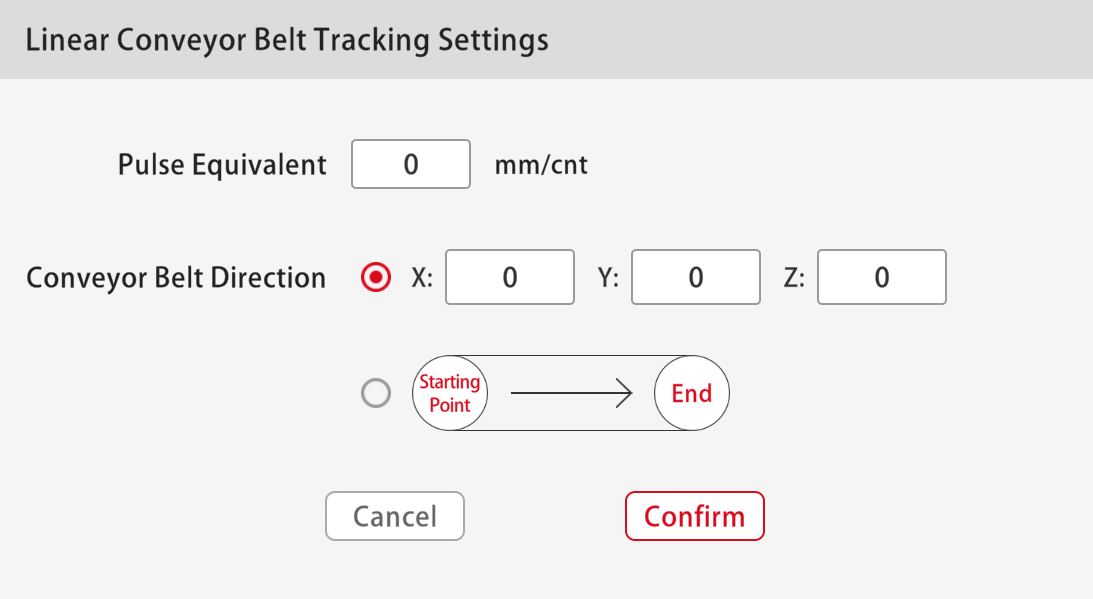 Linear Conveyor Belt Tracking Settings
Pulse Equivalent 0 mm/cnt
Conveyor Belt Direction X: 0 Y: 0 Z: 0
Starting
Point
End
Cancel Confirm